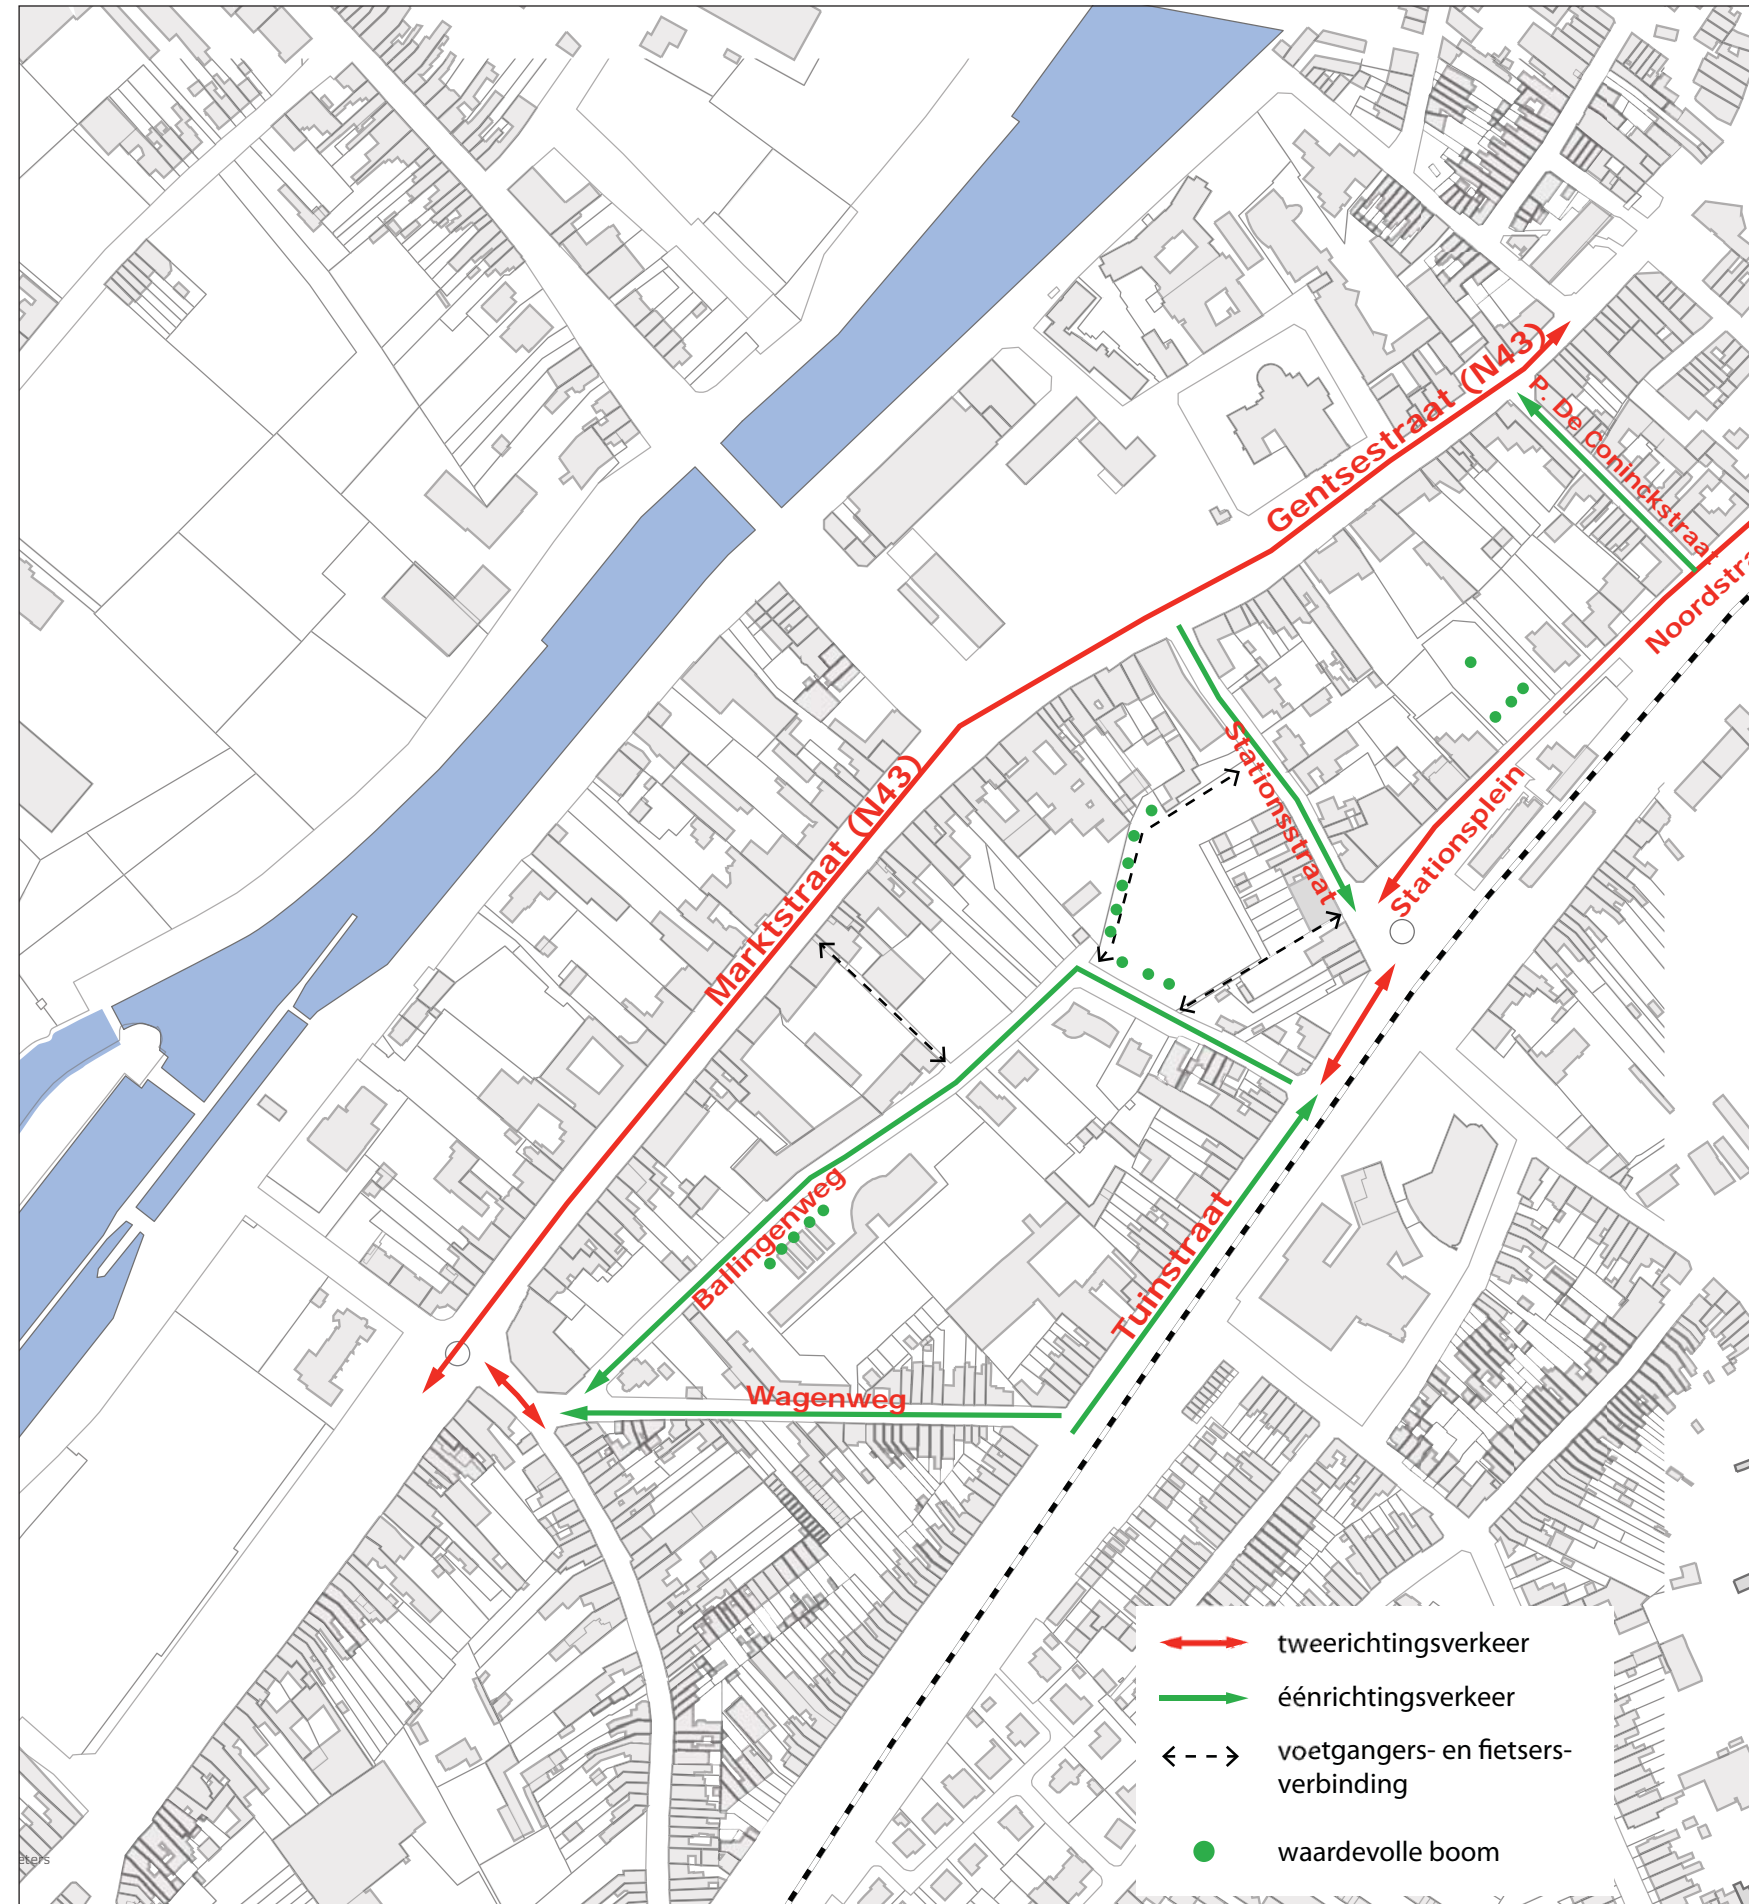 Gentsestraat (N43)
P. De Coninckstraat
Noordstra
Stationsstraat
Stationsplein
Marktstraat (N43)
Ballingenweg
Tuinstraat
Wagenweg
tweerichtingsverkeer
éénrichtingsverkeer
voetgangers- en fietsers-
verbinding
waardevolle boom
eters